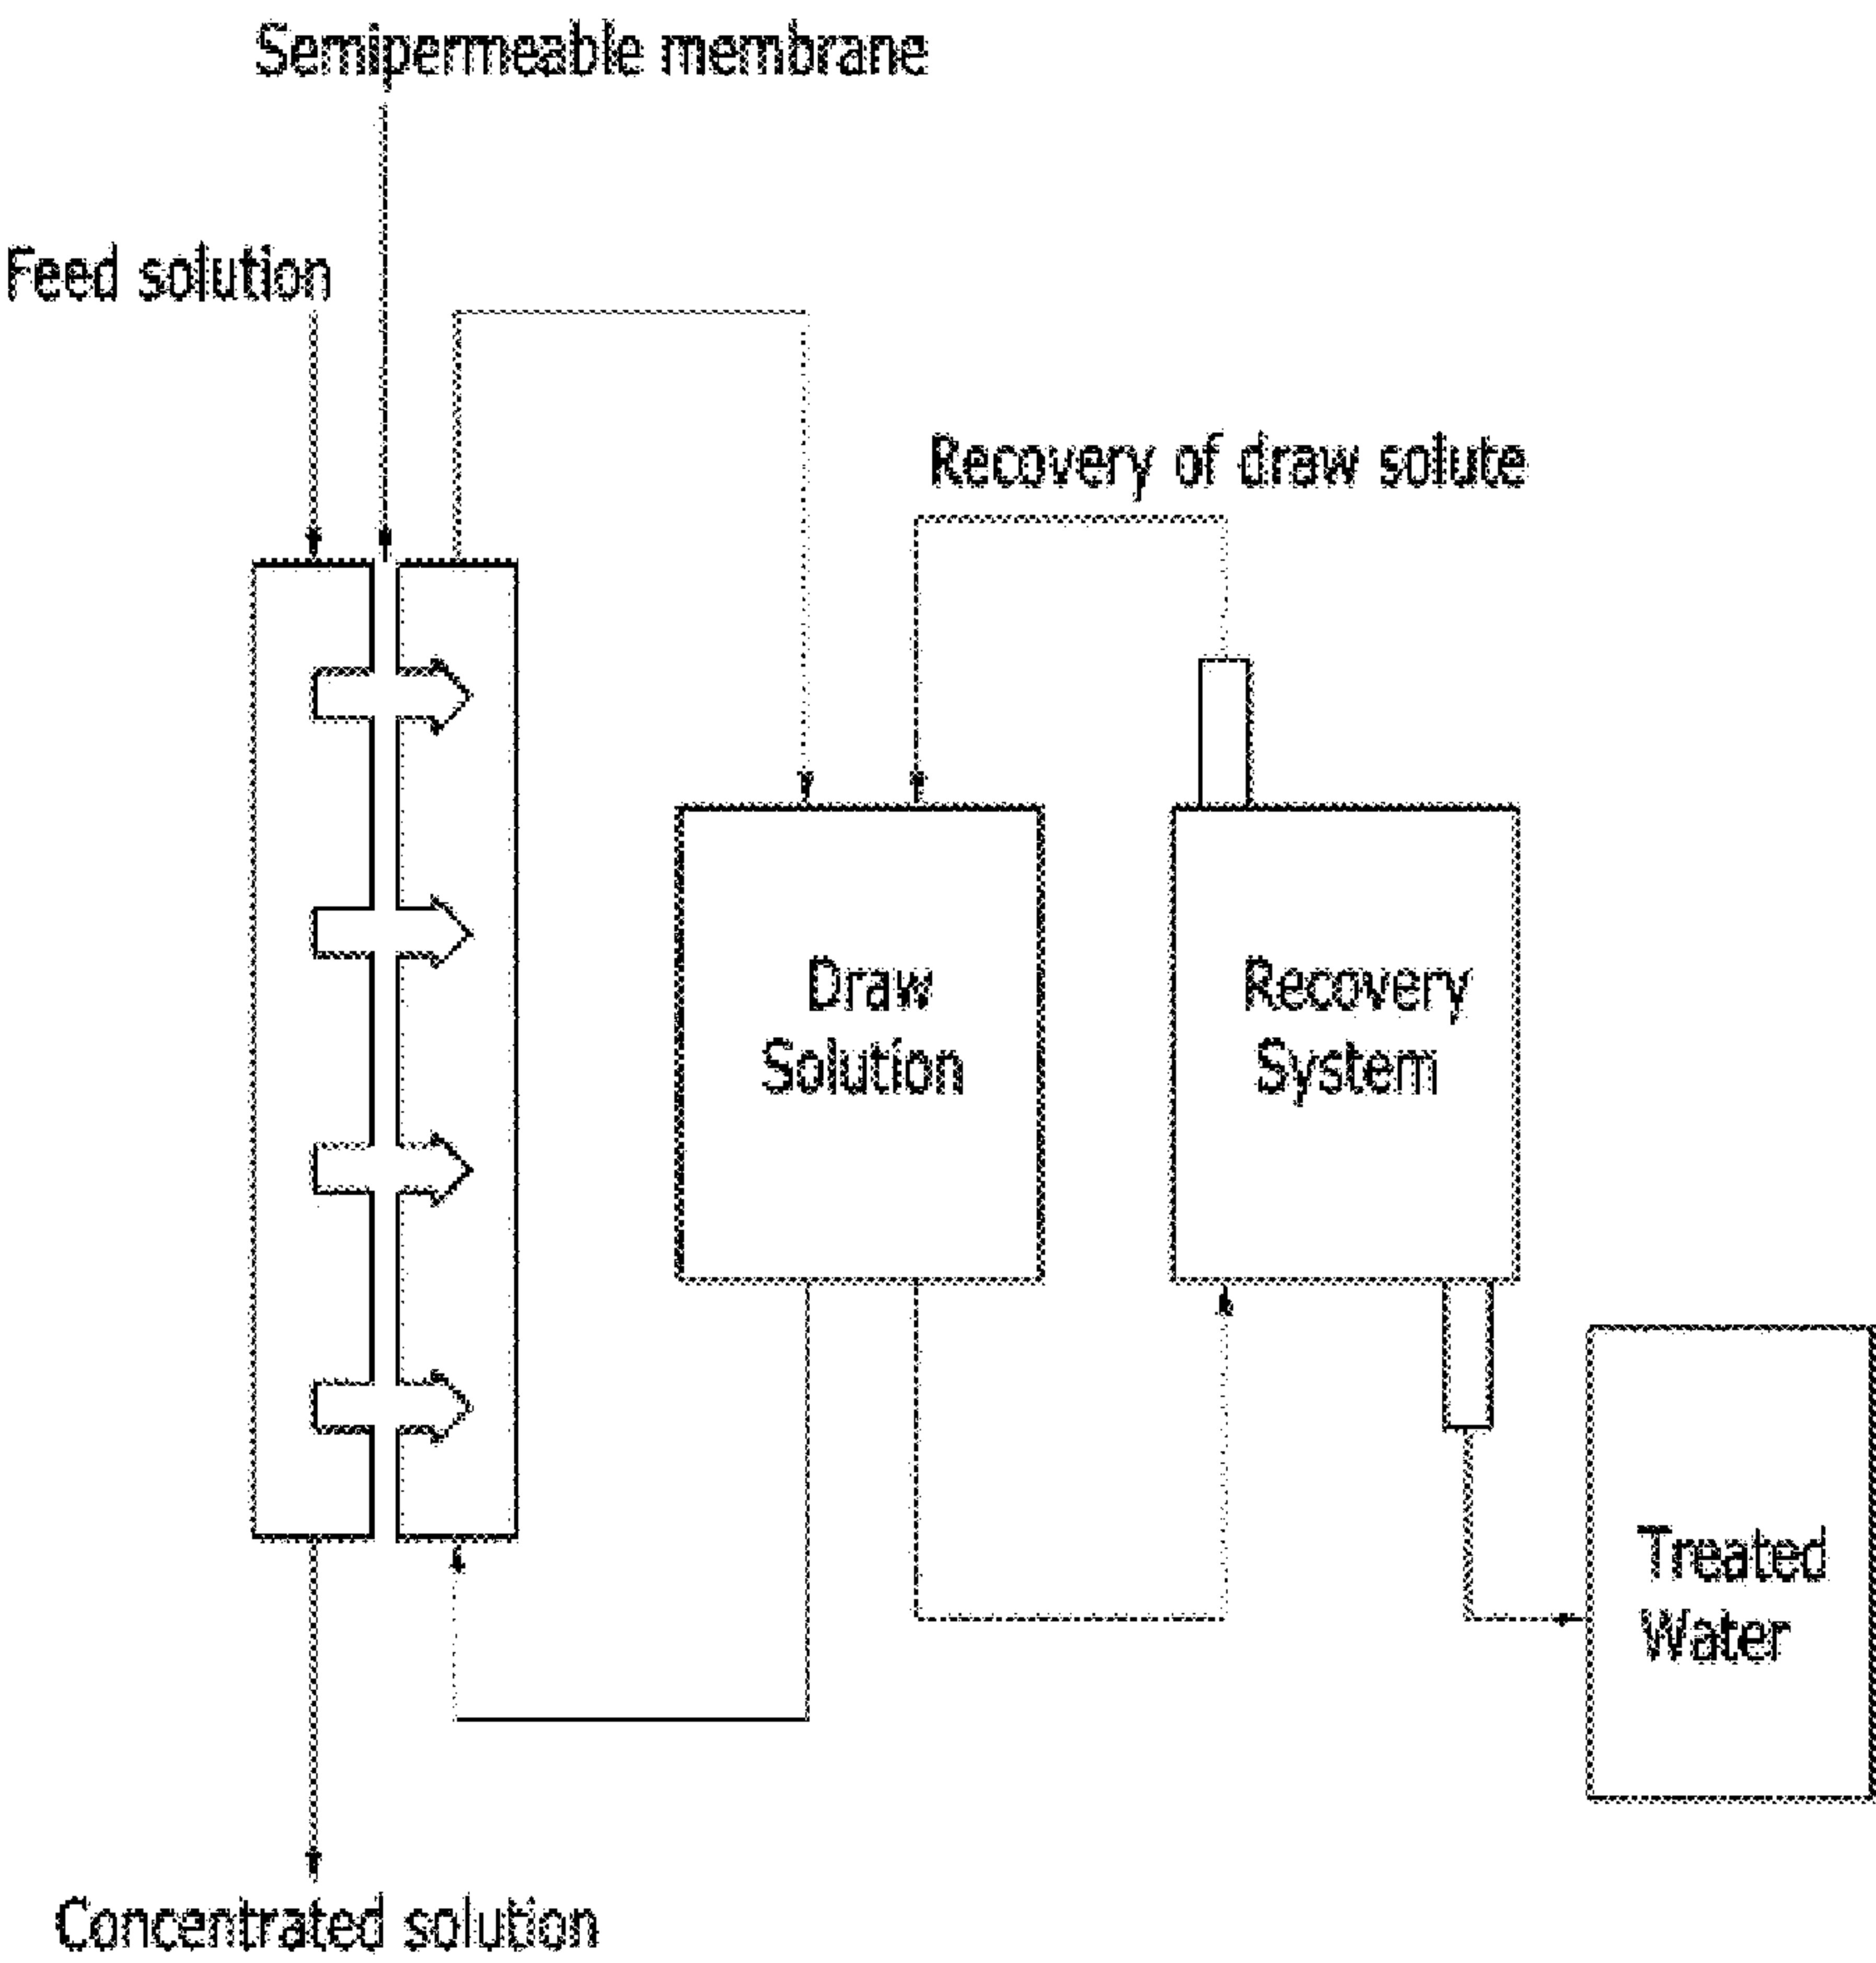 Semipermeable membrane
Feed solution
Recovery of draw solute
Draw
Solution
Recovery
System
Treated
Water
Concentrated solution